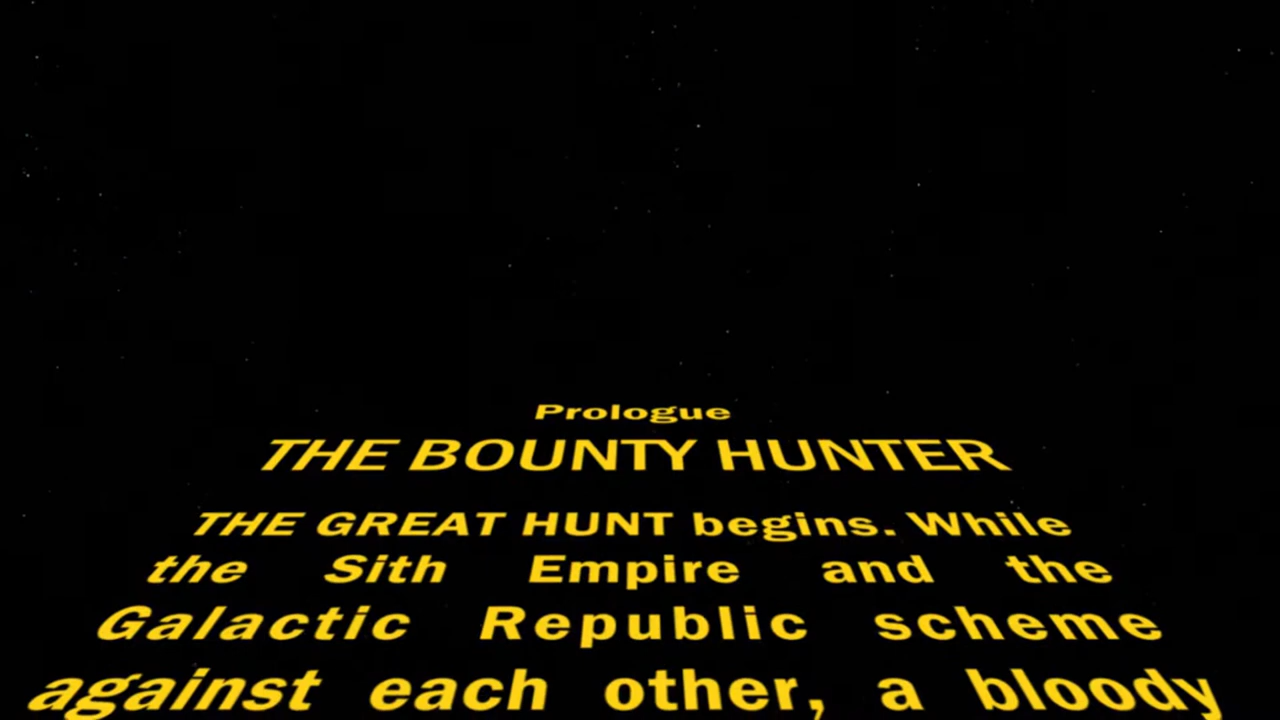 Prologue
THE BOUNTY HUNTER
THE GREAT HUNT begins. While
the Sith Empire and the
Galactic Republic scheme
against each other, a bloody